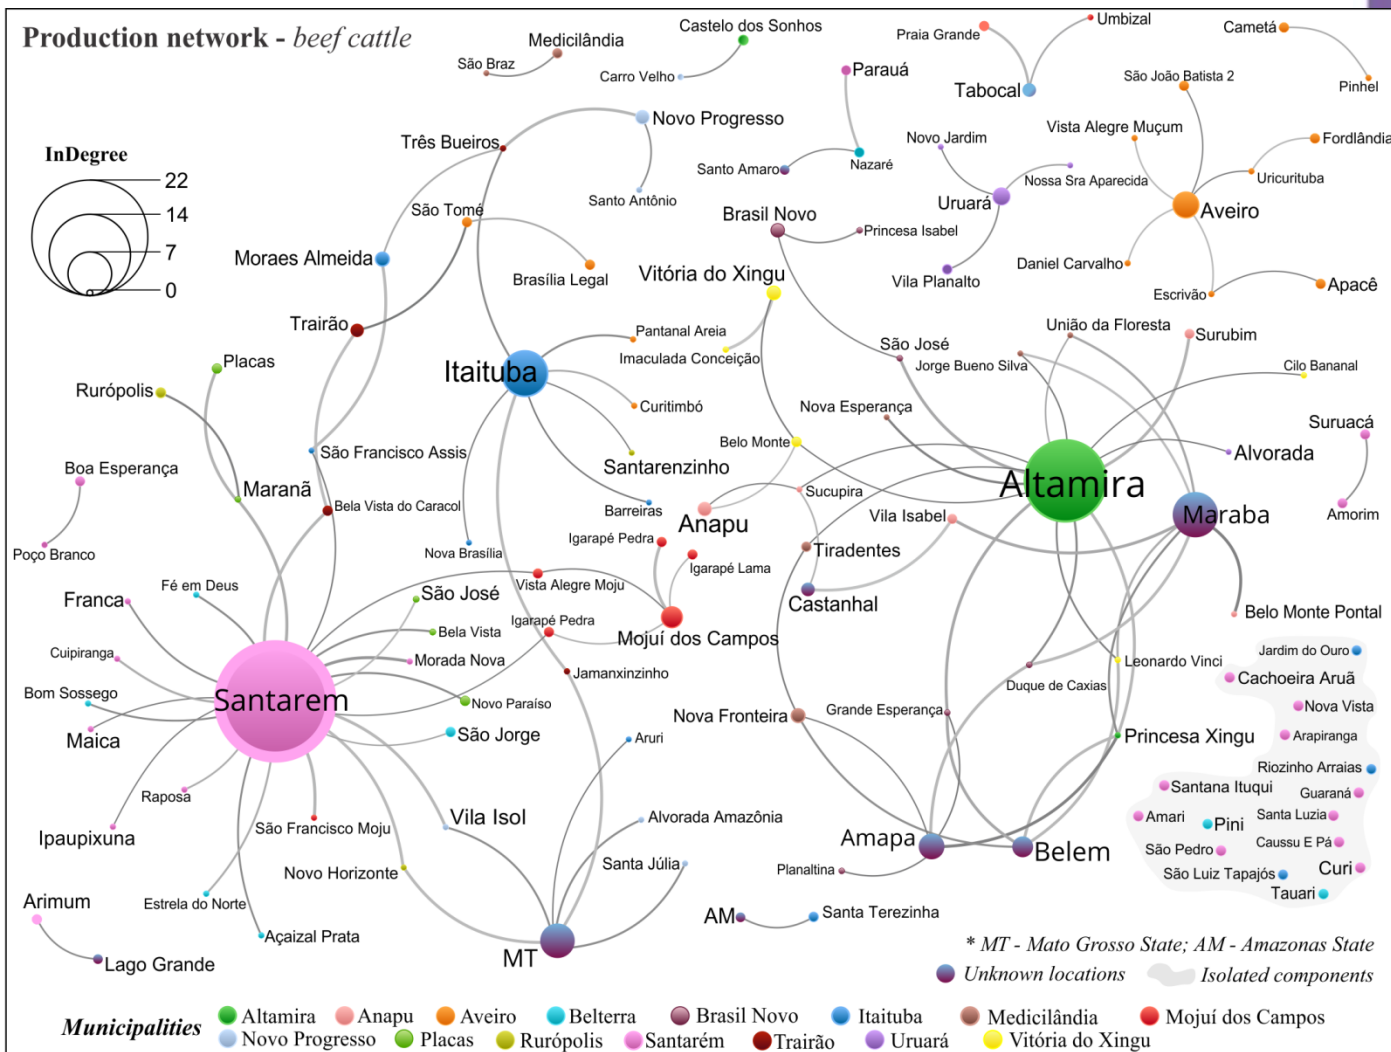 Production network - beef cattle
Medicilândia
São Braz
Castelo dos Sonhos
Carro Velho
Praia Grande
Umbizal
Tabocal
Cametá
Pinhel
Parauá
Santo Amaro
Nazaré
São João Batista 2
Vista Alegre Muçum
Fordlândia
Uricurituba
Aveiro
Daniel Carvalho
Escrivão
Apacê
Novo Jardim
Nossa Sra Aparecida
Uruará
Vila Planalto
InDegree
22
14
7
0
Três Bueiros
Novo Progresso
Santo Antônio
São Tomé
Brasília Legal
Moraes Almeida
Trairão
Brasil Novo
Princesa Isabel
Vitória do Xingu
Imaculada Conceição
Pantanal Areia
Itaituba
Curitimbó
Santarenzinho
Barreiras
Nova Brasília
Placas
Rurópolis
São Francisco Assis
Maranã
Bela Vista do Caracol
Boa Esperança
Poço Branco
São José
Jorge Bueno Silva
União da Floresta
Surubim
Cilo Bananal
Nova Esperança
Belo Monte
Sucupira
Anapu
Altamira
Alvorada
Suruacá
Amorim
Maraba
Vila Isabel
Tiradentes
Castanhal
Belo Monte Pontal
Igarapé Pedra
Igarapé Lama
Vista Alegre Moju
Igarapé Pedra
Mojuí dos Campos
Jamanxinzinho
Fé em Deus
Franca
Cuipiranga
Bom Sossego
Maica
Santarem
São José
Bela Vista
Morada Nova
Novo Paraíso
São Jorge
Raposa
Ipaupixuna
São Francisco Moju
Novo Horizonte
Estrela do Norte
Açaizal Prata
Arimum
Lago Grande
Vila Isol
Aruri
Alvorada Amazônia
Santa Júlia
MT
Nova Fronteira
Grande Esperança
Duque de Caxias
Leonardo Vinci
Princesa Xingu
Amapa
Belem
Planaltina
AM
Santa Terezinha
Jardim do Ouro
Cachoeira Aruã
Nova Vista
Arapiranga
Riozinho Arraias
Santana Ituqui
Guaraná
Amari
Pini
Santa Luzia
São Pedro
Caussu E Pá
São Luiz Tapajós
Curi
Tauari
* MT - Mato Grosso State; AM - Amazonas State
Unknown locations
Isolated components
Municipalities
Altamira
Anapu
Aveiro
Belterra
Brasil Novo
Itaituba
Medicilândia
Mojuí dos Campos
Novo Progresso
Placas
Rurópolis
Santarém
Trairão
Uruará
Vitória do Xingu